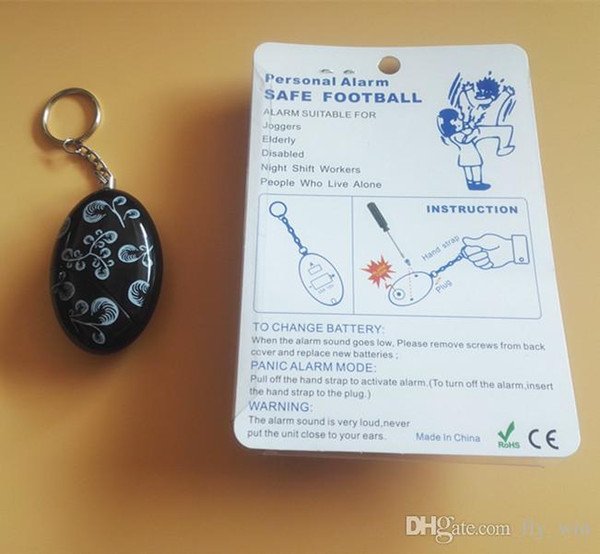 Personal Alarm
SAFE FOOTBALL
ALARM SUITABLE FOR
Joggers
Elderly
Disabled
Night Shift Workers
People Who Live Alone
INSTRUCTION
Hand strap
Plug
TO CHANGE BATTERY:
When the alarm sound goes low, Please remove screws from back
cover and replace new batteries ;
PANIC ALARM MODE:
Pull off the hand strap to activate alarm.(To turn off the alarm,insert
the hand strap to the plug.)
WARNING:
The alarm sound is very loud,never
put the unit close to your ears.
Made In China
RoHS
CE
DHgate.com